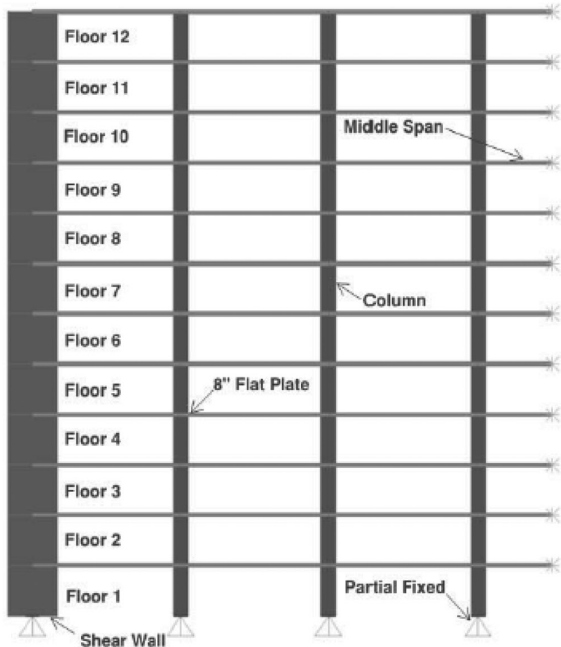 Floor 12
Floor 11
Floor 10
Middle Span
Floor 9
Floor 8
Floor 7
Column
Floor 6
Floor 5
8" Flat Plate
Floor 4
Floor 3
Floor 2
Floor 1
Partial Fixed
Shear Wall